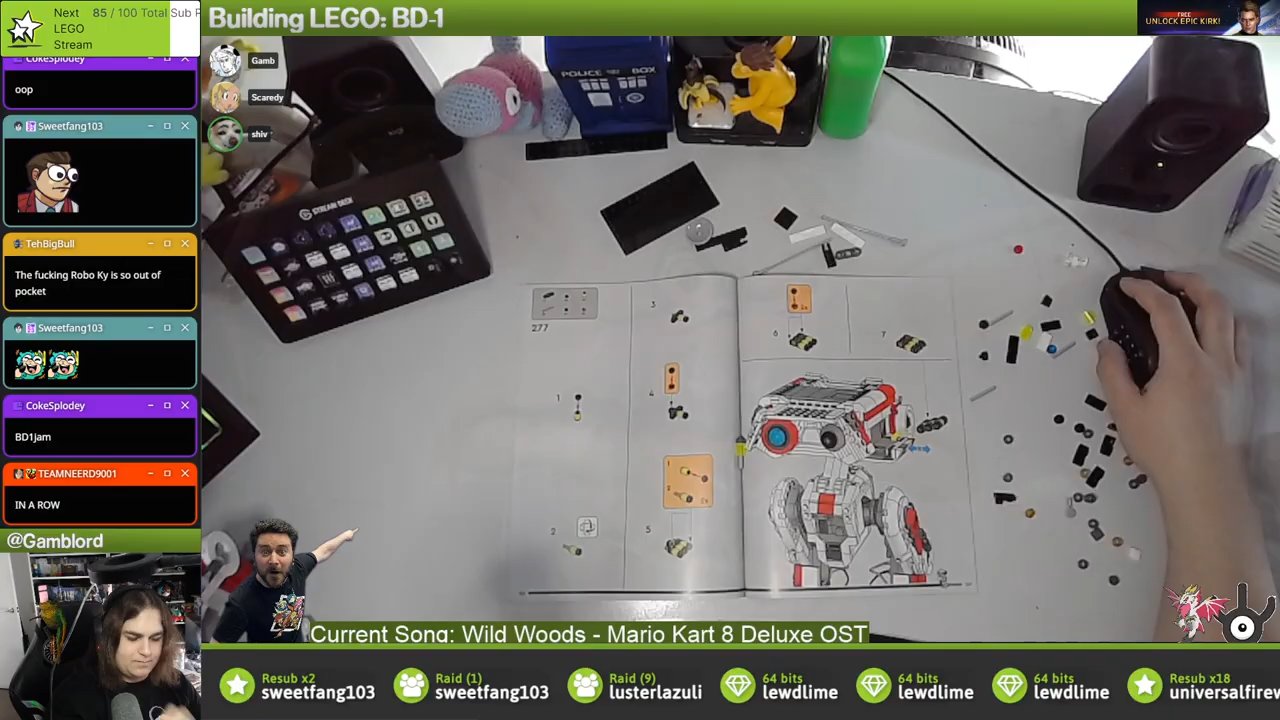 Next 85 / 100 Total Sub
LEGO
Stream
Building LEGO: BD-1
FREE
UNLOCK EPIC KIRK!
CokeSplodey
oop
Gamb
Scaredy
shiv
POLICE BOX
Sweetfang103
STREAM DECK
TehBigBull
The fucking Robo Ky is so out of
pocket
Sweetfang103
CokeSplodey
BD1jam
TEAMNEERD9001
IN A ROW
277
1
2
3
4
5
6
7
@Gamblord
Current Song: Wild Woods - Mario Kart 8 Deluxe OST
Resub x2
sweetfang103
Raid (1)
sweetfang103
Raid (9)
lusterlazuli
64 bits
lewdlime
64 bits
lewdlime
64 bits
lewdlime
Resub x18